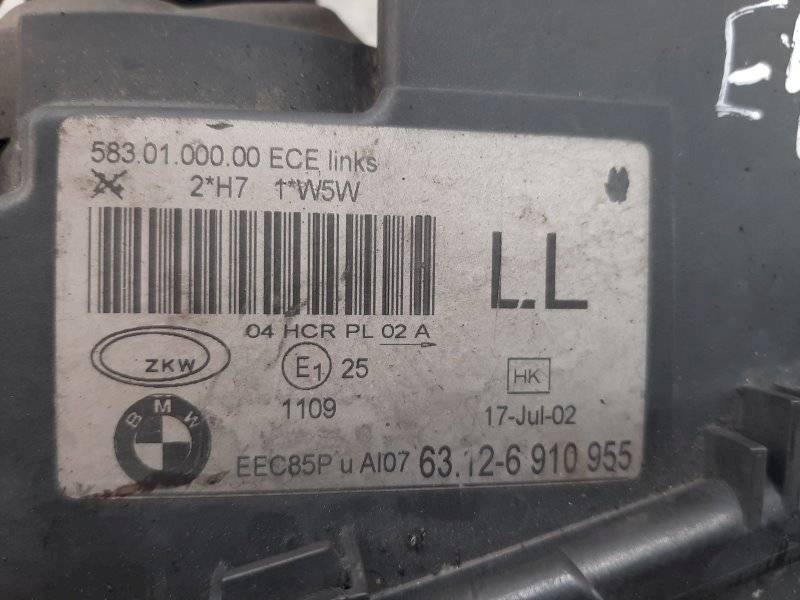 583.01.000.00 ECE links
2*H7 1*W5W
L.L
04 HCR PL 02 A
ZKW
E1 25
HK
1109
17-Jul-02
BMW
EEC85P u AI07 63.12-6 910 955